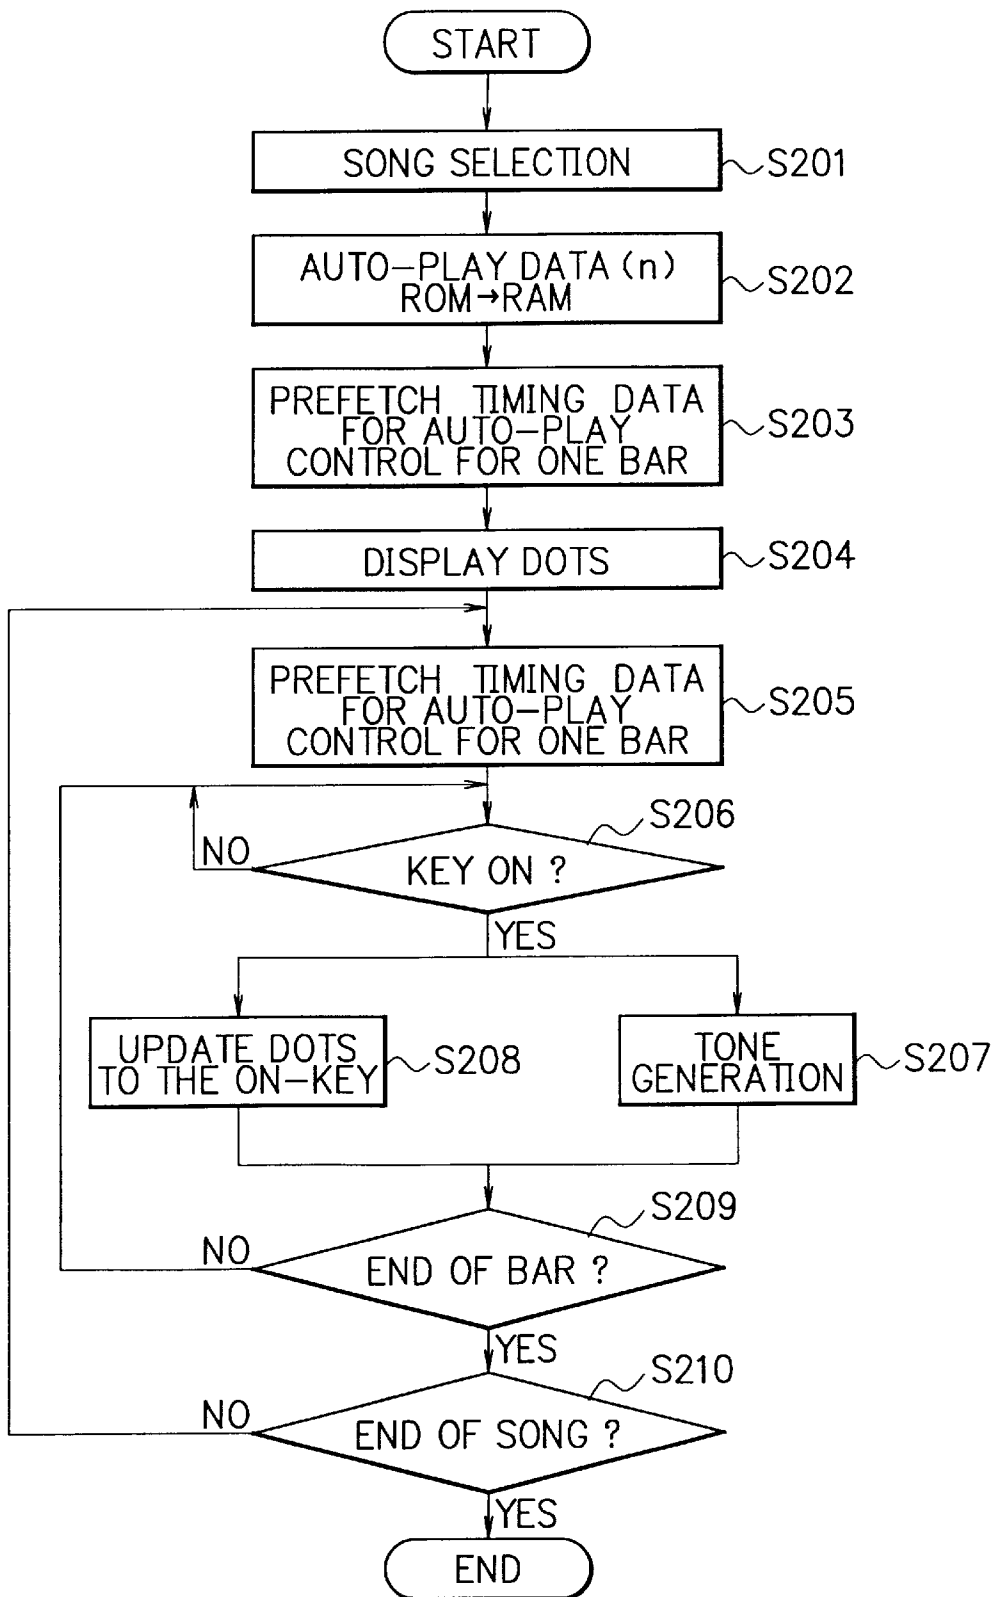 START
SONG SELECTION
S201
AUTO-PLAY DATA (n)
ROM→RAM
S202
PREFETCH TIMING DATA
FOR AUTO-PLAY
CONTROL FOR ONE BAR
S203
DISPLAY DOTS
S204
PREFETCH TIMING DATA
FOR AUTO-PLAY
CONTROL FOR ONE BAR
S205
S206
NO
KEY ON ?
YES
UPDATE DOTS
TO THE ON-KEY
S208
TONE
GENERATION
S207
S209
NO
END OF BAR ?
YES
S210
NO
END OF SONG ?
YES
END